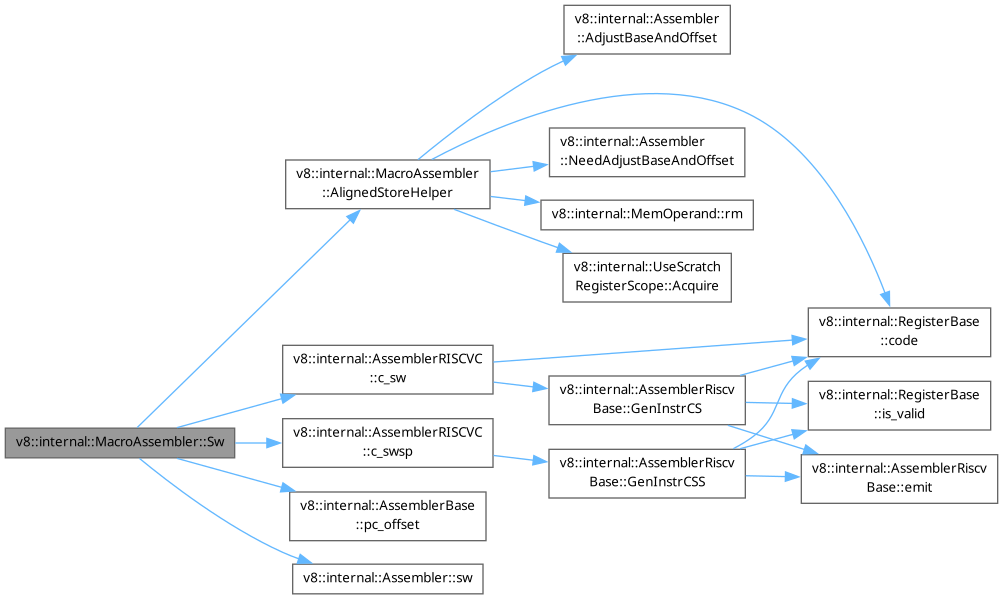 v8::internal::Assembler
::AdjustBaseAndOffset
v8::internal::Assembler
::NeedAdjustBaseAndOffset
v8::internal::MacroAssembler
::AlignedStoreHelper
v8::internal::MemOperand::rm
v8::internal::UseScratch
RegisterScope::Acquire
v8::internal::RegisterBase
::code
v8::internal::AssemblerRISCVC
::c_sw
v8::internal::AssemblerRiscv
Base::GenInstrCS
v8::internal::RegisterBase
::is_valid
v8::internal::MacroAssembler::Sw
v8::internal::AssemblerRISCVC
::c_swsp
v8::internal::AssemblerRiscv
Base::GenInstrCSS
v8::internal::AssemblerRiscv
Base::emit
v8::internal::AssemblerBase
::pc_offset
v8::internal::Assembler::sw